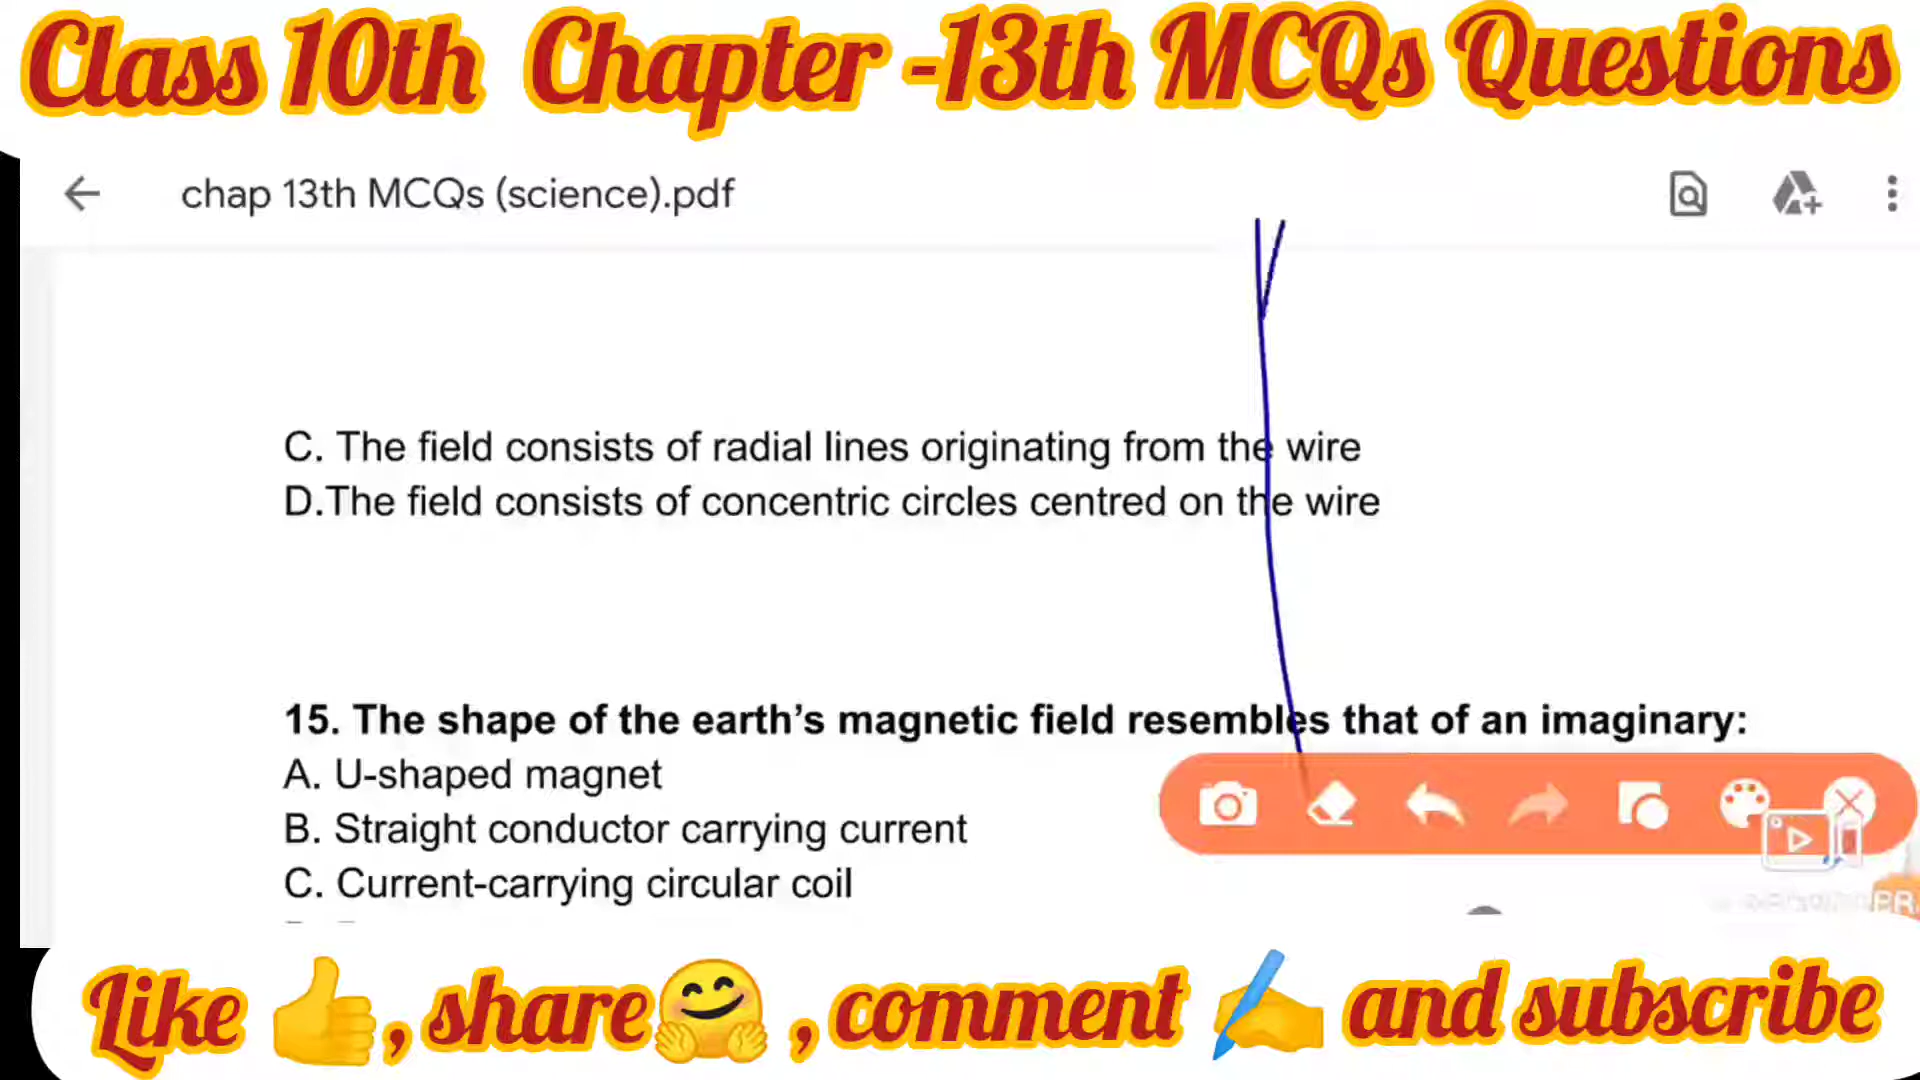 Class 10th Chapter -13th MCQs Questions
chap 13th MCQs (science).pdf
C. The field consists of radial lines originating from the wire
D.The field consists of concentric circles centred on the wire
15. The shape of the earth’s magnetic field resembles that of an imaginary:
A. U-shaped magnet
B. Straight conductor carrying current
C. Current-carrying circular coil
Like 👍, share🤗, comment ✍ and subscribe